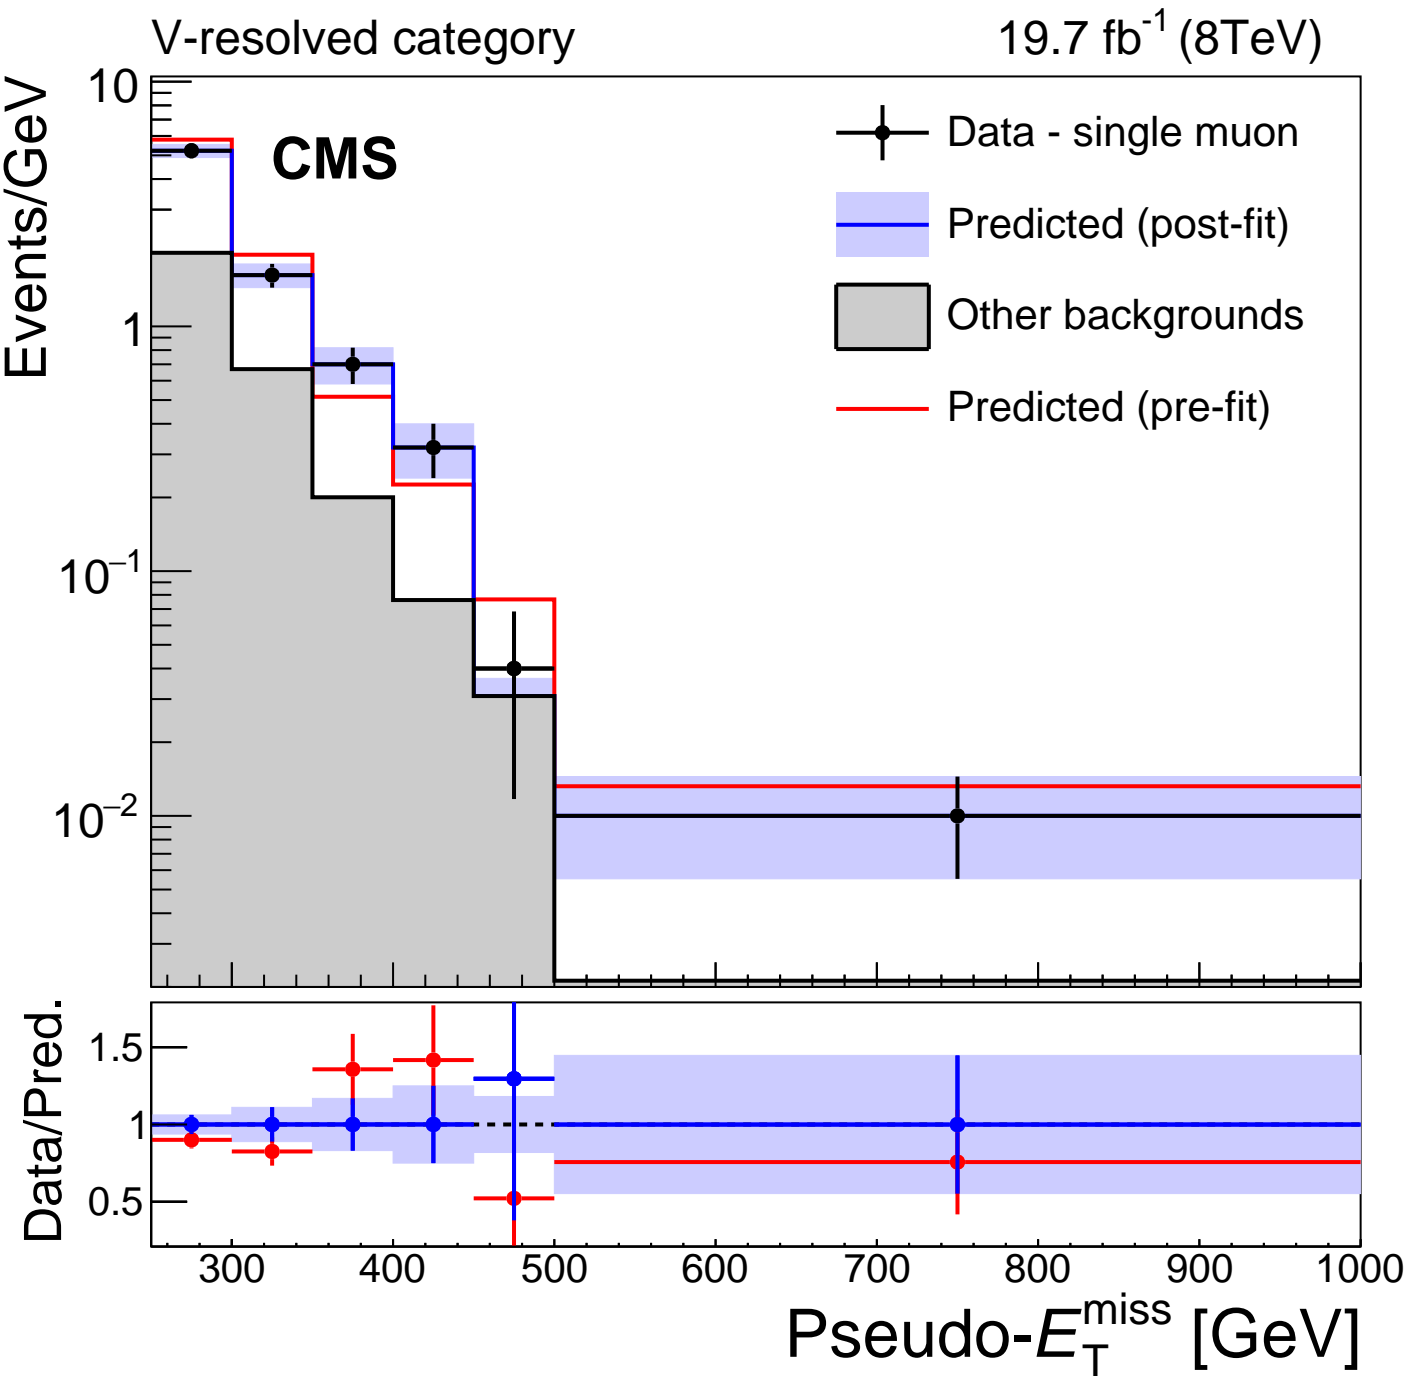 V-resolved category
19.7 fb⁻¹ (8TeV)
CMS
Data - single muon
Predicted (post-fit)
Other backgrounds
Predicted (pre-fit)
Events/GeV
10
1
10⁻¹
10⁻²
Data/Pred.
1.5
1
0.5
300 400 500 600 700 800 900 1000
Pseudo-E_T^miss [GeV]